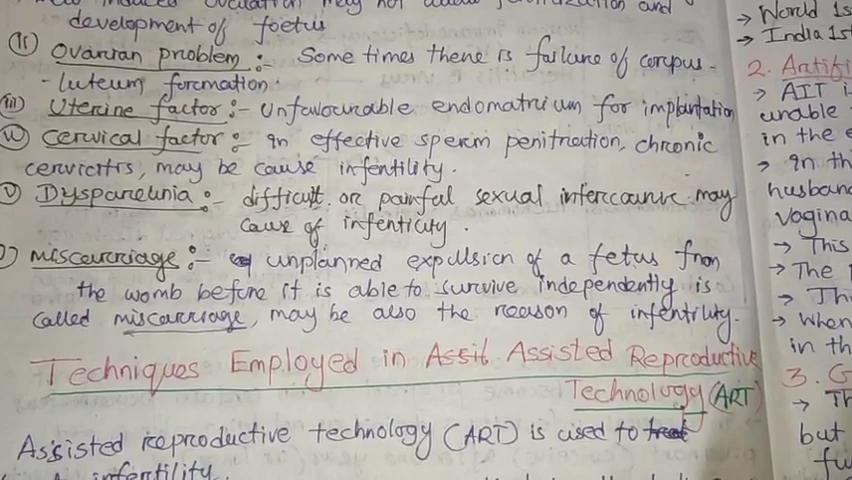 development of foetus
(ii) Ovarian problem :- Some times there is failure of corpus-
-luteum formation.
(iii) Uterine factor :- Unfavourable endomatrium for implantation
cervical factor :- In effective sperm penitration, chronic
may be cause infentility.
Dyspareunia :- difficult or painful sexual intercourse may
cause of infenticity.
miscarriage :- unplanned expulsion of a fetus from
the womb before it is able to survive independently is
called miscarriage, may be also the reason of infentility.
Techniques Employed in Assit Assisted Reproductive
Technology (ART)
Assisted reproductive technology (ART) is used to treat
infertility.
→ World 1s
→ India 1st
2. Artifi
→ AIT i
unable
in the e
→ In th
husband
vagina
→ This
→ The
→ Th
→ When
in th
3. G
→ Th
but
fu